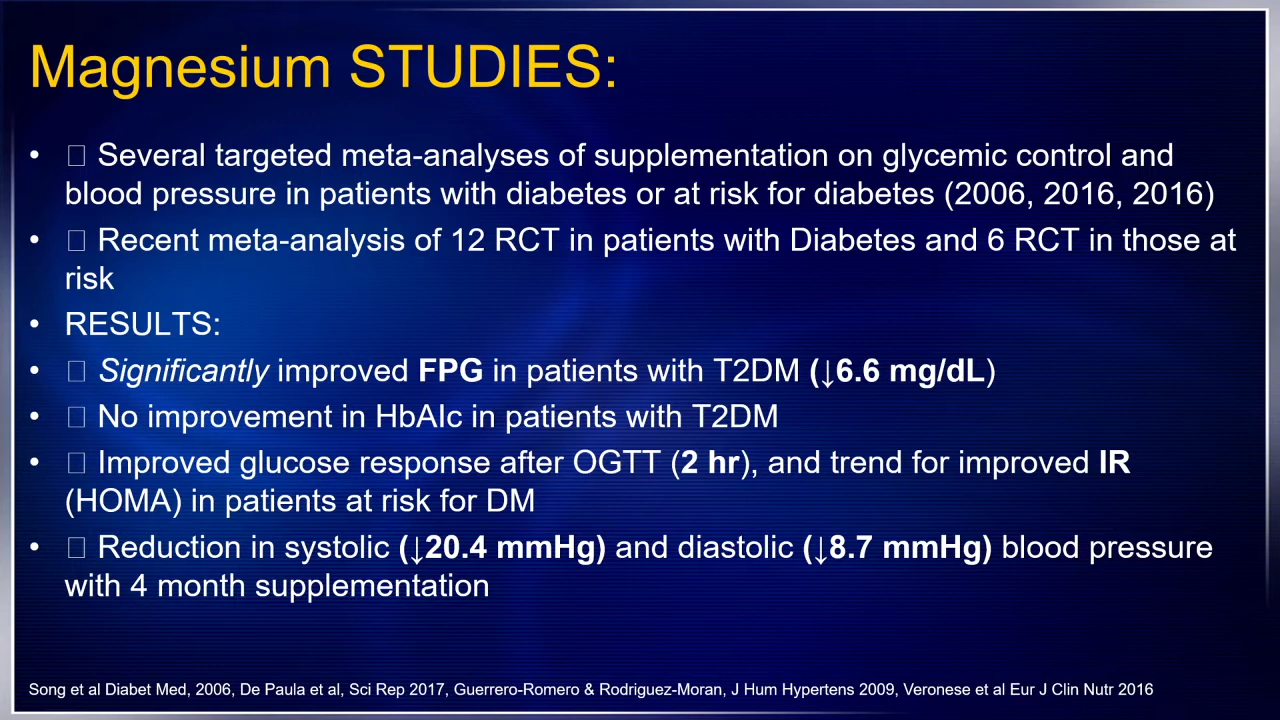 Magnesium STUDIES:
• □ Several targeted meta-analyses of supplementation on glycemic control and
blood pressure in patients with diabetes or at risk for diabetes (2006, 2016, 2016)
• □ Recent meta-analysis of 12 RCT in patients with Diabetes and 6 RCT in those at
risk
• RESULTS:
• □ Significantly improved FPG in patients with T2DM (↓6.6 mg/dL)
• □ No improvement in HbAIc in patients with T2DM
• □ Improved glucose response after OGTT (2 hr), and trend for improved IR
(HOMA) in patients at risk for DM
• □ Reduction in systolic (↓20.4 mmHg) and diastolic (↓8.7 mmHg) blood pressure
with 4 month supplementation
Song et al Diabet Med, 2006, De Paula et al, Sci Rep 2017, Guerrero-Romero & Rodriguez-Moran, J Hum Hypertens 2009, Veronese et al Eur J Clin Nutr 2016